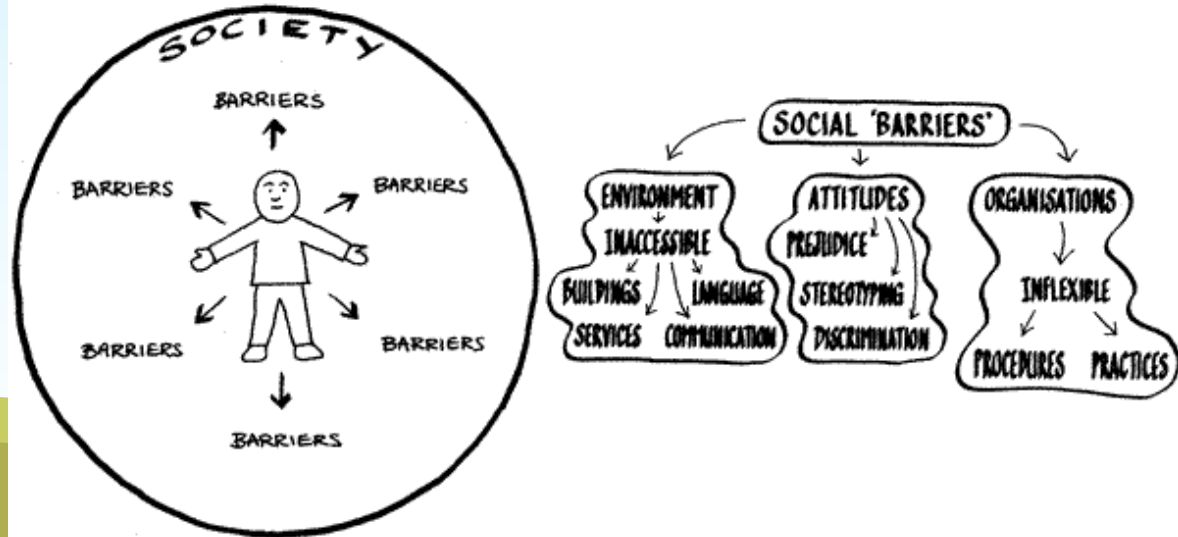 SOCIETY
BARRIERS
BARRIERS
BARRIERS
BARRIERS
BARRIERS
BARRIERS
SOCIAL 'BARRIERS'
ENVIRONMENT
INACCESSIBLE
BUILDINGS LANGUAGE
SERVICES COMMUNICATION
ATTITUDES
PREJUDICE
STEREOTYPING
DISCRIMINATION
ORGANISATIONS
INFLEXIBLE
PROCEDURES PRACTICES